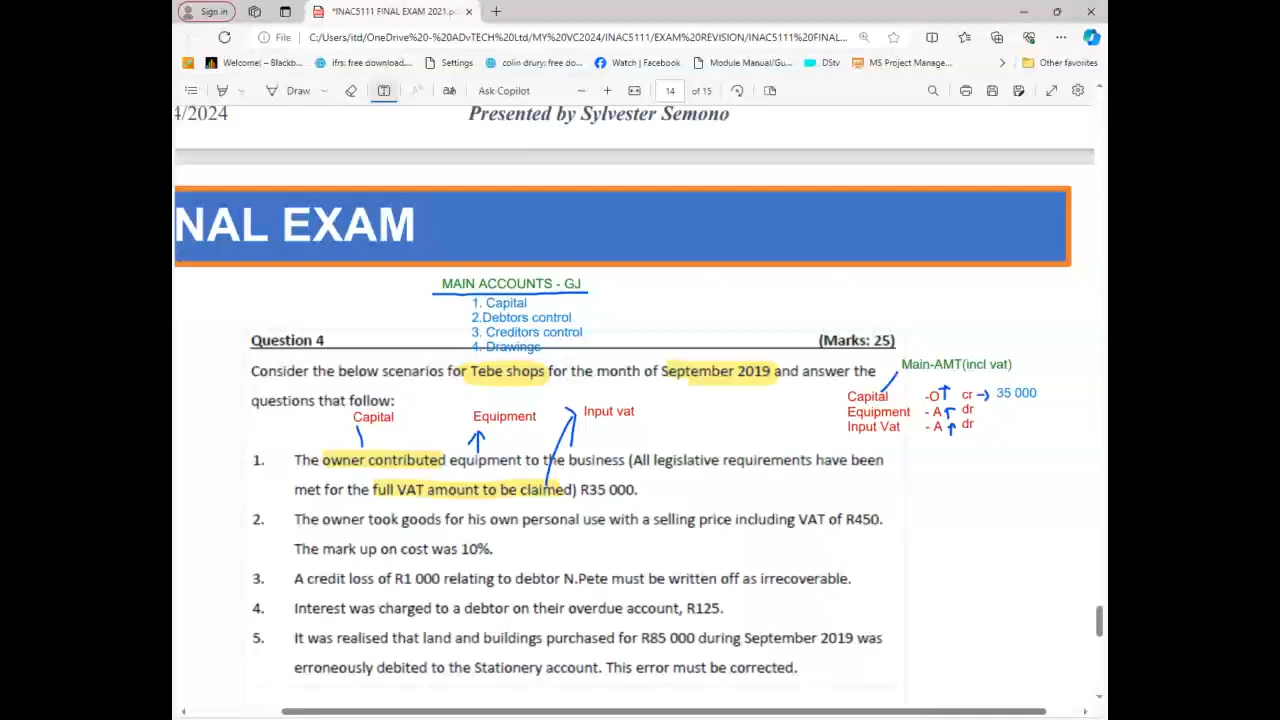 Sign in
*INAC5111 FINAL EXAM 2021.p
File
C:/Users/itd/OneDrive%20-%20ADvTECH%20Ltd/MY%20VC2024/INAC5111/EXAM%20REVISION/INAC5111%20FINAL...
Welcome! – Blackb...
ifrs: free download....
Settings
colin drury: free do...
Watch | Facebook
Module Manual/Gu...
DStv
MS Project Manage...
Other favorites
Draw
Ask Copilot
14 of 15
4/2024
Presented by Sylvester Semono
NAL EXAM
MAIN ACCOUNTS - GJ
1. Capital
2.Debtors control
3. Creditors control
4. Drawings
Question 4 (Marks: 25)
Main-AMT(incl vat)
Consider the below scenarios for Tebe shops for the month of September 2019 and answer the
questions that follow:
Capital -O cr 35 000
Equipment - A dr
Input Vat - A dr
Capital
Equipment
Input vat
1. The owner contributed equipment to the business (All legislative requirements have been
met for the full VAT amount to be claimed) R35 000.
2. The owner took goods for his own personal use with a selling price including VAT of R450.
The mark up on cost was 10%.
3. A credit loss of R1 000 relating to debtor N.Pete must be written off as irrecoverable.
4. Interest was charged to a debtor on their overdue account, R125.
5. It was realised that land and buildings purchased for R85 000 during September 2019 was
erroneously debited to the Stationery account. This error must be corrected.